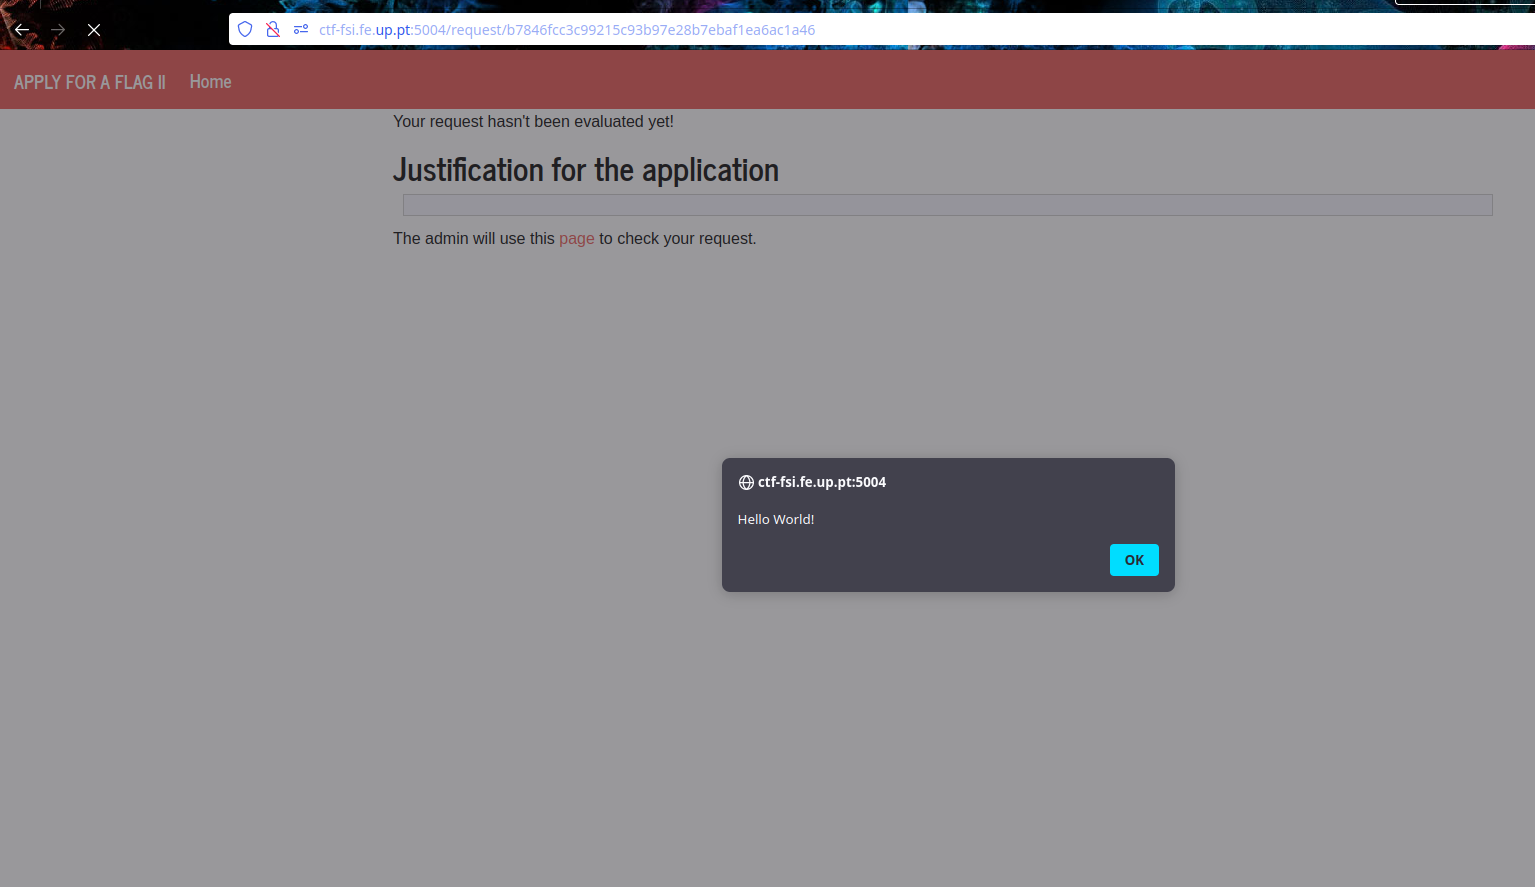 ctf-fsi.fe.up.pt:5004/request/b7846fcc3c99215c93b97e28b7ebaf1ea6ac1a46
APPLY FOR A FLAG II Home
Your request hasn't been evaluated yet!
Justification for the application
The admin will use this page to check your request.
ctf-fsi.fe.up.pt:5004
Hello World!
OK